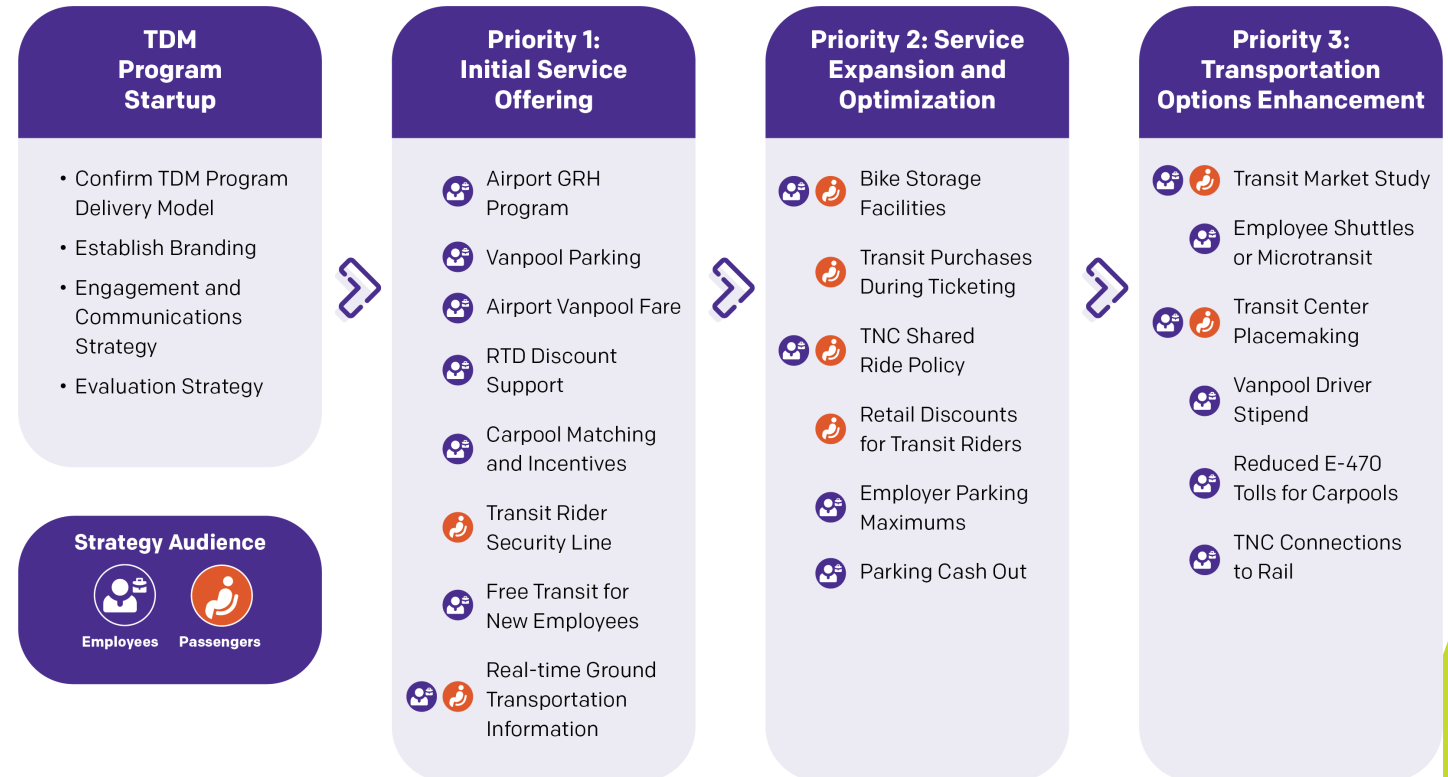 TDM
Program
Startup
• Confirm TDM Program
Delivery Model
• Establish Branding
• Engagement and
Communications
Strategy
• Evaluation Strategy
Strategy Audience
Employees
Passengers
Priority 1:
Initial Service
Offering
Airport GRH
Program
Vanpool Parking
Airport Vanpool Fare
RTD Discount
Support
Carpool Matching
and Incentives
Transit Rider
Security Line
Free Transit for
New Employees
Real-time Ground
Transportation
Information
Priority 2: Service
Expansion and
Optimization
Bike Storage
Facilities
Transit Purchases
During Ticketing
TNC Shared
Ride Policy
Retail Discounts
for Transit Riders
Employer Parking
Maximums
Parking Cash Out
Priority 3:
Transportation
Options Enhancement
Transit Market Study
Employee Shuttles
or Microtransit
Transit Center
Placemaking
Vanpool Driver
Stipend
Reduced E-470
Tolls for Carpools
TNC Connections
to Rail